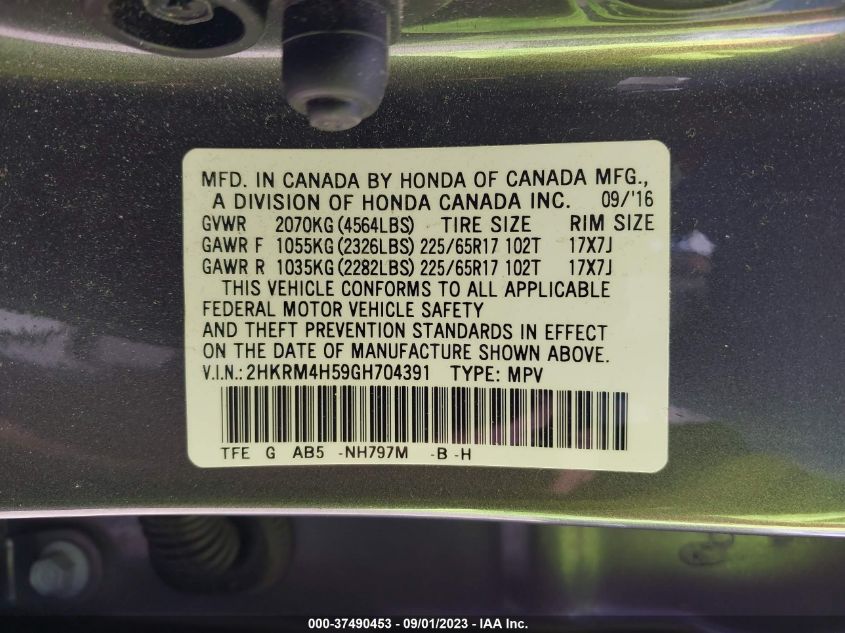 MFD. IN CANADA BY HONDA OF CANADA MFG.,
A DIVISION OF HONDA CANADA INC. 09/'16
GVWR 2070KG (4564LBS) TIRE SIZE RIM SIZE
GAWR F 1055KG (2326LBS) 225/65R17 102T 17X7J
GAWR R 1035KG (2282LBS) 225/65R17 102T 17X7J
THIS VEHICLE CONFORMS TO ALL APPLICABLE
FEDERAL MOTOR VEHICLE SAFETY
AND THEFT PREVENTION STANDARDS IN EFFECT
ON THE DATE OF MANUFACTURE SHOWN ABOVE.
V.I.N.: 2HKRM4H59GH704391 TYPE: MPV
TFE G AB5 -NH797M -B -H
000-37490453 - 09/01/2023 - IAA Inc.